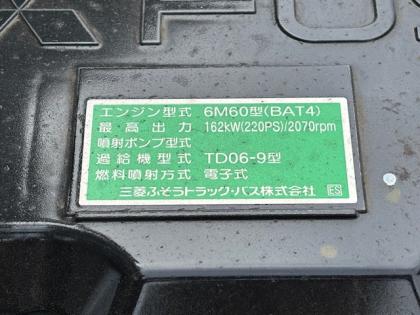 FUSO
エンジン型式 6M60型(BAT4)
最高出力 162kW(220PS)/2070rpm
噴射ポンプ型式
過給機型式 TD06-9型
燃料噴射方式 電子式
三菱ふそうトラック・バス株式会社 ES